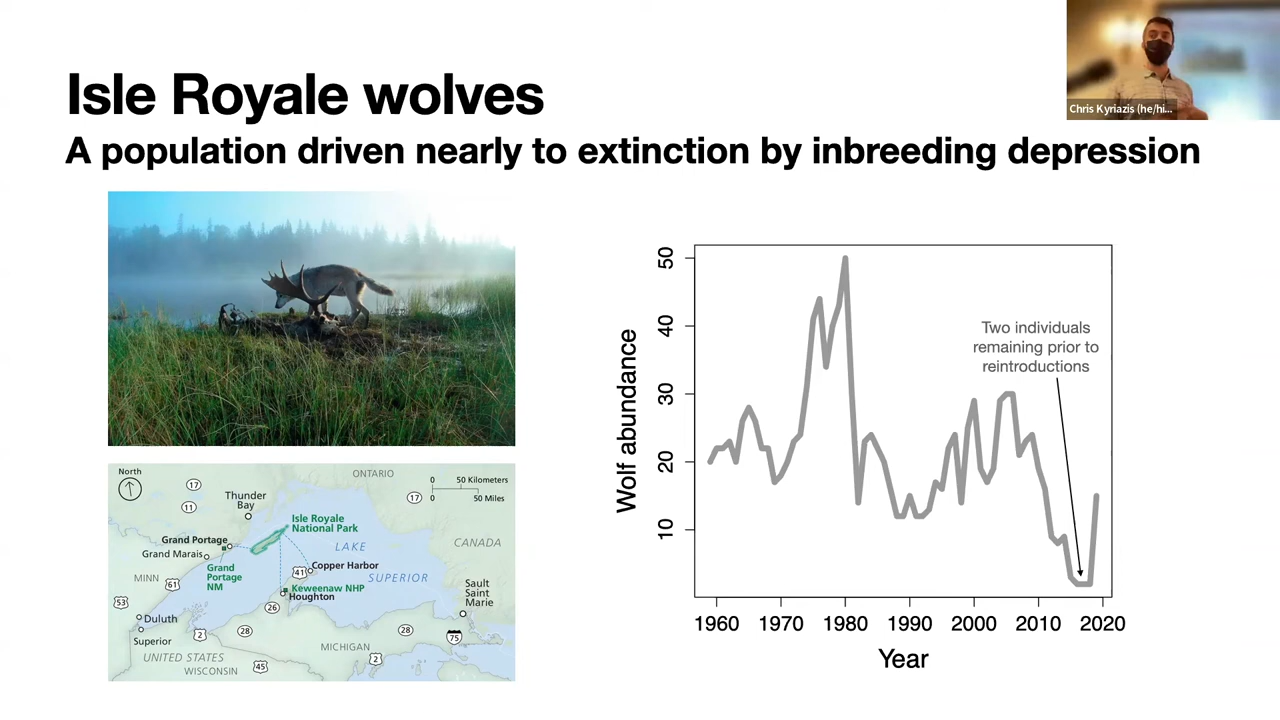 Chris Kyriazis (he/hi...
Isle Royale wolves
A population driven nearly to extinction by inbreeding depression
North
17
11
Thunder
Bay
ONTARIO
17
0 50 Kilometers
0 50 Miles
Isle Royale
National Park
Grand Portage
Grand Marais
LAKE
CANADA
MINN
61
Grand
Portage
NM
41
Copper Harbor
SUPERIOR
Keweenaw NHP
Houghton
Sault
Saint
Marie
53
26
Duluth
Superior
2
28
28
75
MICHIGAN
UNITED STATES
WISCONSIN
45
2
Wolf abundance
50
40
30
20
10
Two individuals
remaining prior to
reintroductions
1960 1970 1980 1990 2000 2010 2020
Year